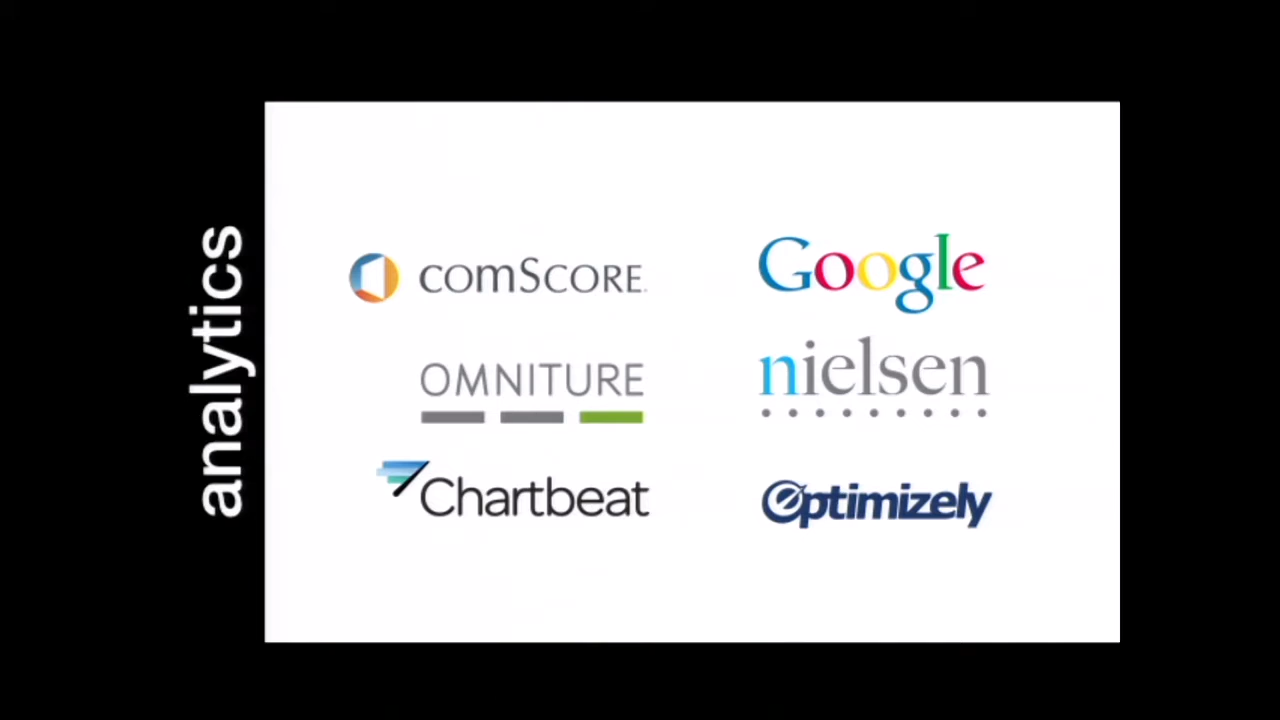 analytics
comScore.
Google
OMNITURE
nielsen
Chartbeat
Optimizely